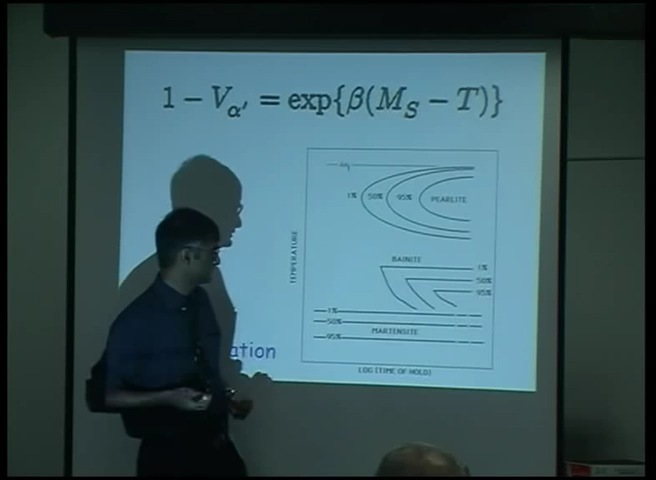 1 − V_α′ = exp{β(M_S − T)}
1% 50% 95% PEARLITE
TEMPERATURE
BAINITE
1%
50%
95%
1%
50%
MARTENSITE
95%
ation
LOG (TIME OF HOLD)